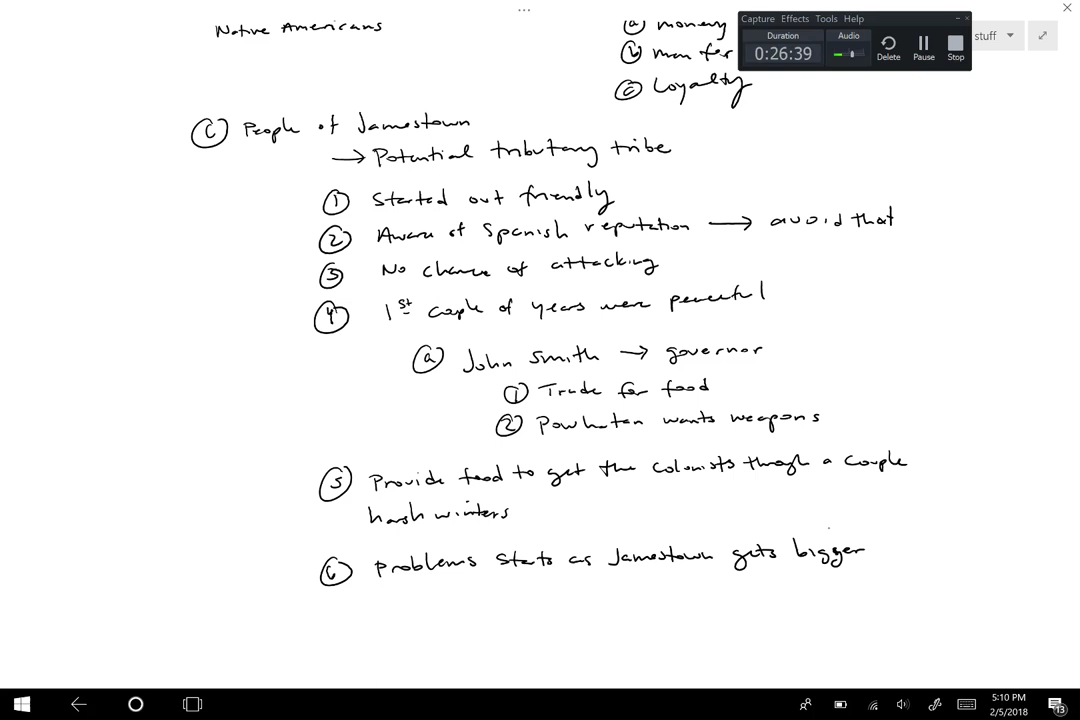 Native Americans
(a) money
(b) men for
(c) Loyalty
Capture Effects Tools Help
Duration Audio
0:26:39
Delete Pause Stop
stuff
(C) People of Jamestown
→ Potential tributary tribe
(1) Started out friendly
(2) Aware of Spanish reputation → avoid that
(3) No chance of attacking
(4) 1st couple of years were peaceful
(a) John Smith → governor
(1) Trade for food
(2) Powhatan wants weapons
(5) Provide food to get the colonists through a couple
harsh winters
(6) Problems starts as Jamestown gets bigger
5:10 PM
2/5/2018
13